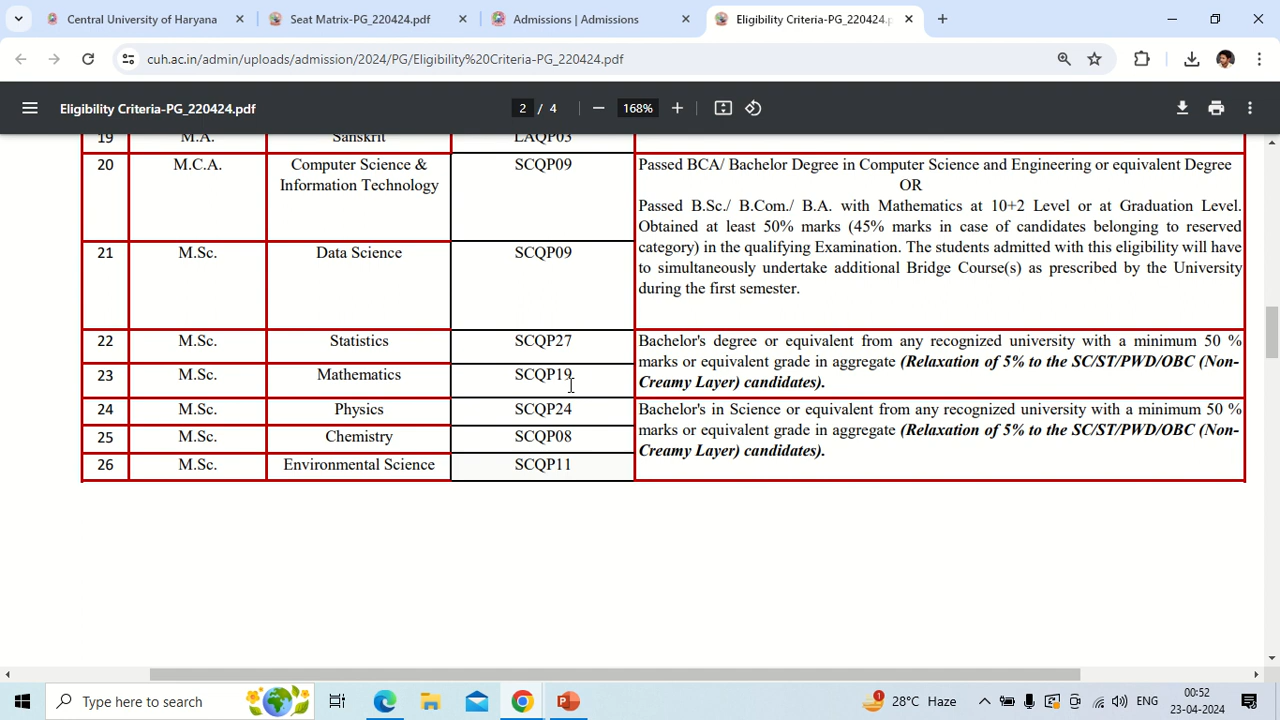 Central University of Haryana
Seat Matrix-PG_220424.pdf
Admissions | Admissions
Eligibility Criteria-PG_220424.p
cuh.ac.in/admin/uploads/admission/2024/PG/Eligibility%20Criteria-PG_220424.pdf
Eligibility Criteria-PG_220424.pdf
2 / 4
168%
19 M.A. Sanskrit LAQP03
20 M.C.A. Computer Science & Information Technology SCQP09
Passed BCA/ Bachelor Degree in Computer Science and Engineering or equivalent Degree
OR
Passed B.Sc./ B.Com./ B.A. with Mathematics at 10+2 Level or at Graduation Level.
Obtained at least 50% marks (45% marks in case of candidates belonging to reserved
category) in the qualifying Examination. The students admitted with this eligibility will have
to simultaneously undertake additional Bridge Course(s) as prescribed by the University
during the first semester.
21 M.Sc. Data Science SCQP09
22 M.Sc. Statistics SCQP27
Bachelor's degree or equivalent from any recognized university with a minimum 50 %
marks or equivalent grade in aggregate (Relaxation of 5% to the SC/ST/PWD/OBC (Non-
Creamy Layer) candidates).
23 M.Sc. Mathematics SCQP19
24 M.Sc. Physics SCQP24
Bachelor's in Science or equivalent from any recognized university with a minimum 50 %
marks or equivalent grade in aggregate (Relaxation of 5% to the SC/ST/PWD/OBC (Non-
Creamy Layer) candidates).
25 M.Sc. Chemistry SCQP08
26 M.Sc. Environmental Science SCQP11
Type here to search
1
28°C Haze
ENG
00:52
23-04-2024